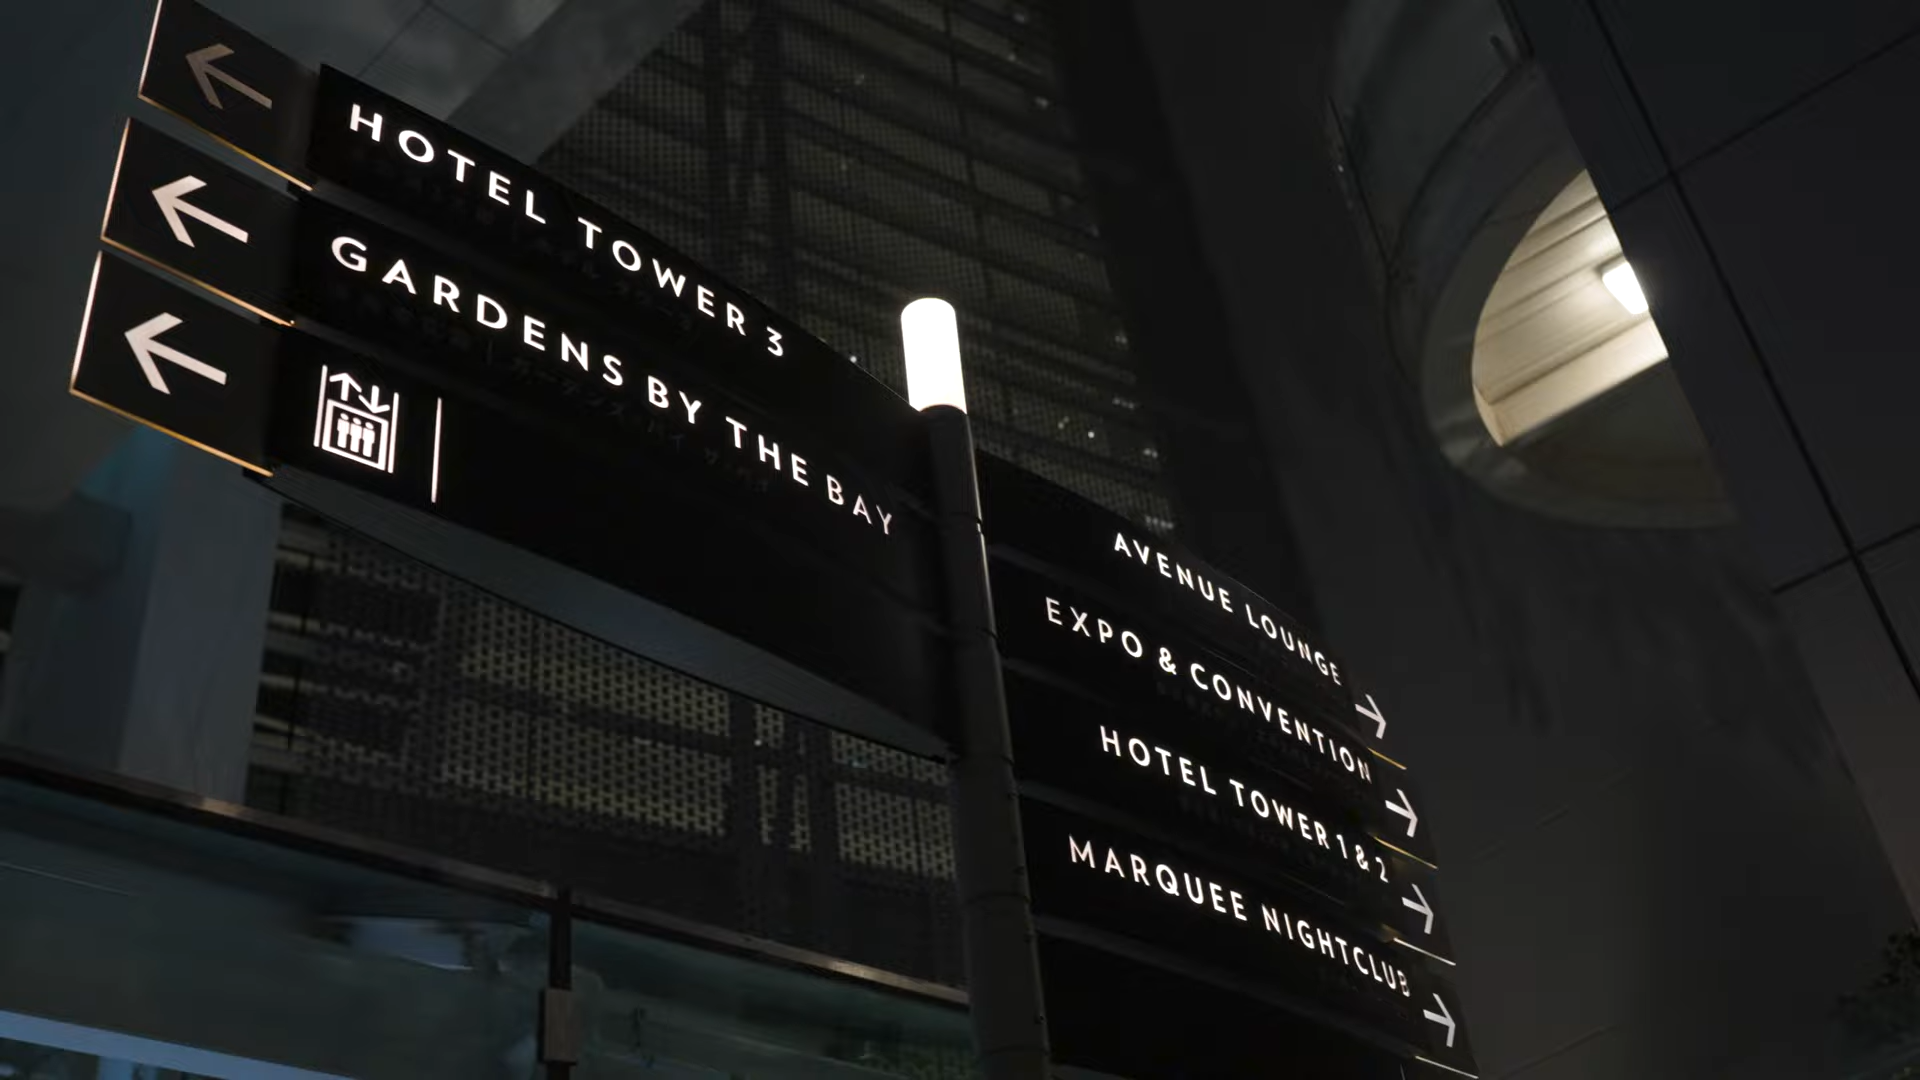 HOTEL TOWER 3
GARDENS BY THE BAY
AVENUE LOUNGE
EXPO & CONVENTION
HOTEL TOWER 1 & 2
MARQUEE NIGHTCLUB